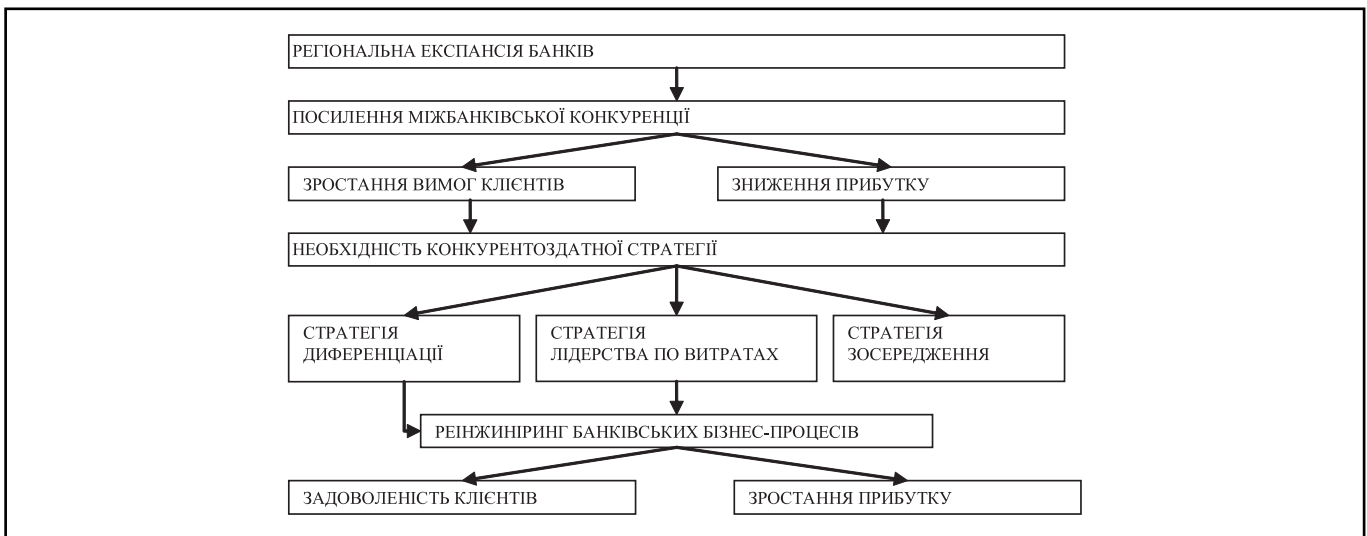 РЕГІОНАЛЬНА ЕКСПАНСІЯ БАНКІВ
ПОСИЛЕННЯ МІЖБАНКІВСЬКОЇ КОНКУРЕНЦІЇ
ЗРОСТАННЯ ВИМОГ КЛІЄНТІВ
ЗНИЖЕННЯ ПРИБУТКУ
НЕОБХІДНІСТЬ КОНКУРЕНТОЗДАТНОЇ СТРАТЕГІЇ
СТРАТЕГІЯ
ДИФЕРЕНЦІАЦІЇ
СТРАТЕГІЯ
ЛІДЕРСТВА ПО ВИТРАТАХ
СТРАТЕГІЯ
ЗОСЕРЕДЖЕННЯ
РЕІНЖИНІРИНГ БАНКІВСЬКИХ БІЗНЕС-ПРОЦЕСІВ
ЗАДОВОЛЕНІСТЬ КЛІЄНТІВ
ЗРОСТАННЯ ПРИБУТКУ